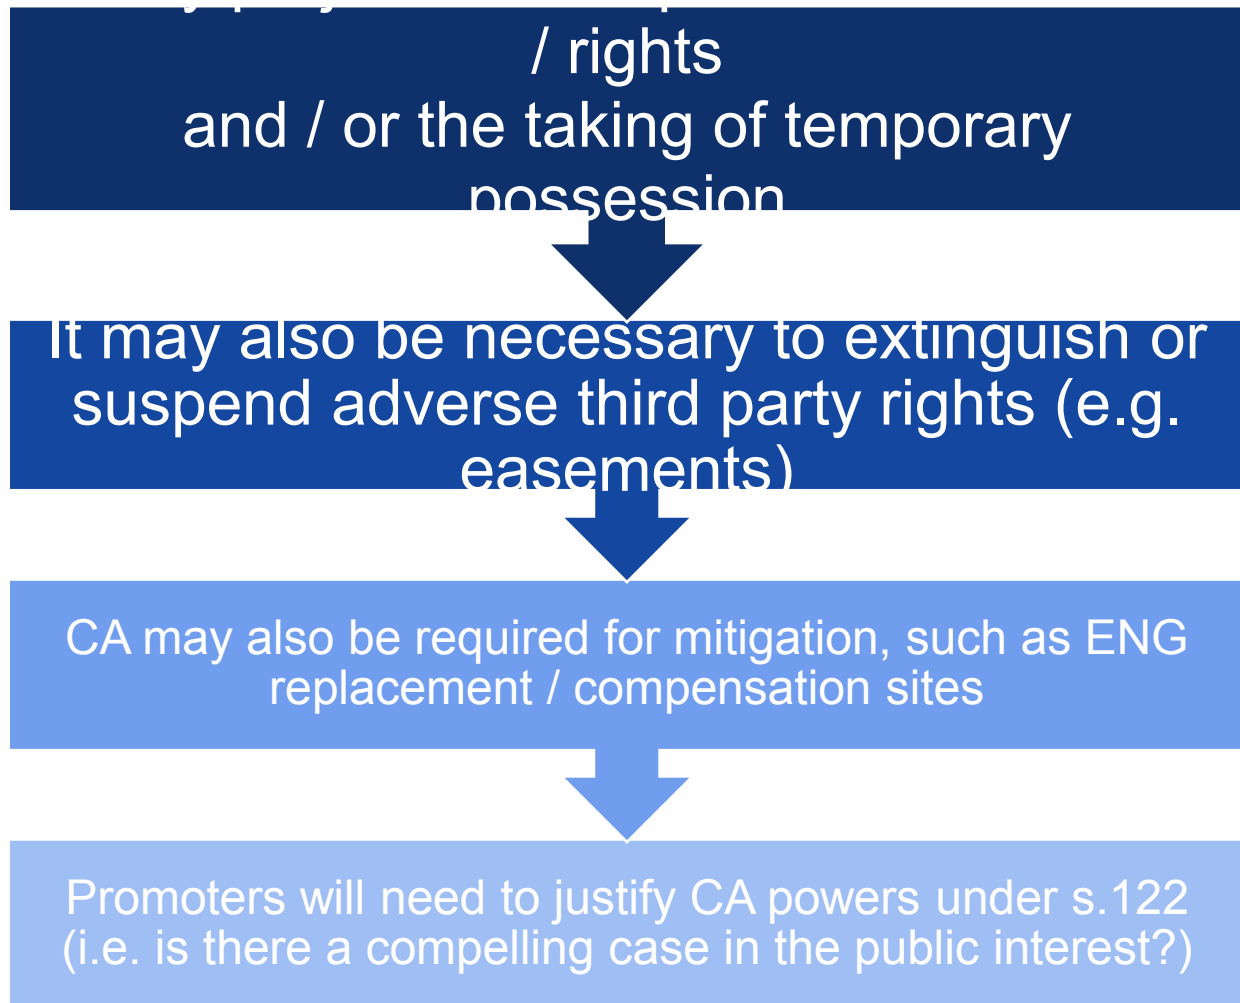 / rights
and / or the taking of temporary
possession
It may also be necessary to extinguish or
suspend adverse third party rights (e.g.
easements)
CA may also be required for mitigation, such as ENG
replacement / compensation sites
Promoters will need to justify CA powers under s.122
(i.e. is there a compelling case in the public interest?)